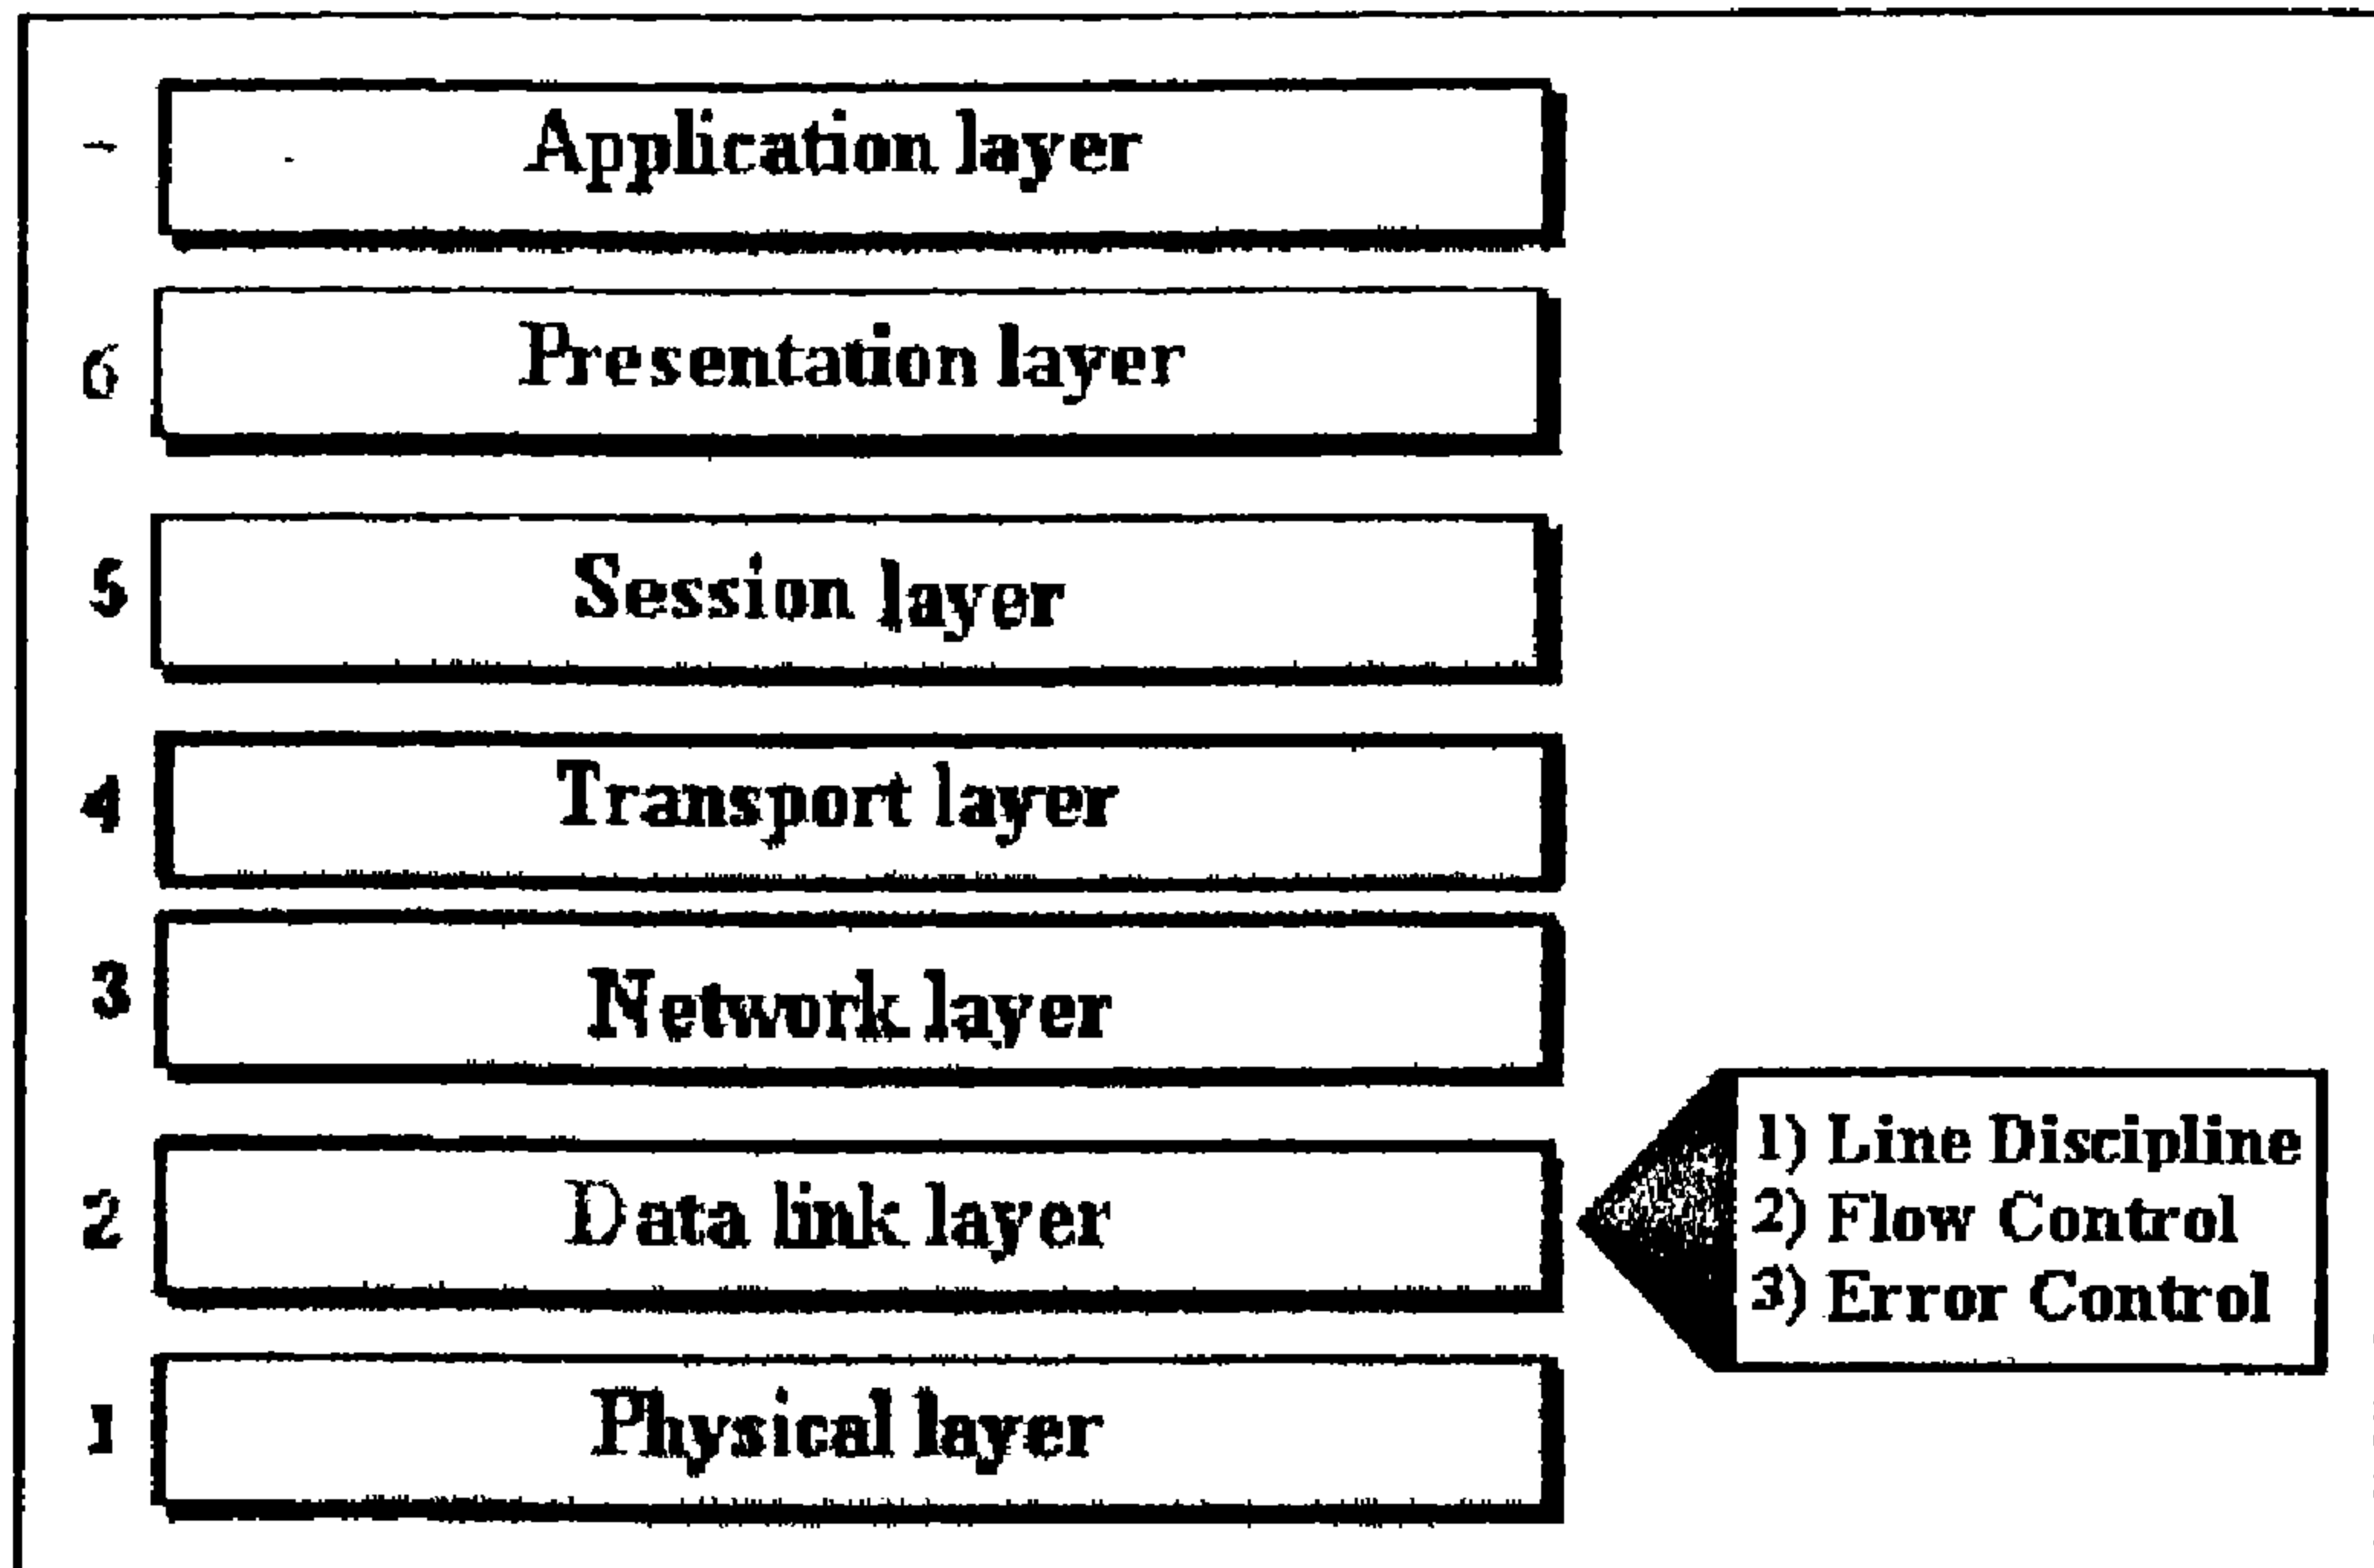 Application layer
6 Presentation layer
5 Session layer
4 Transport layer
3 Network layer
2 Data link layer
1) Line Discipline
2) Flow Control
3) Error Control
1 Physical layer